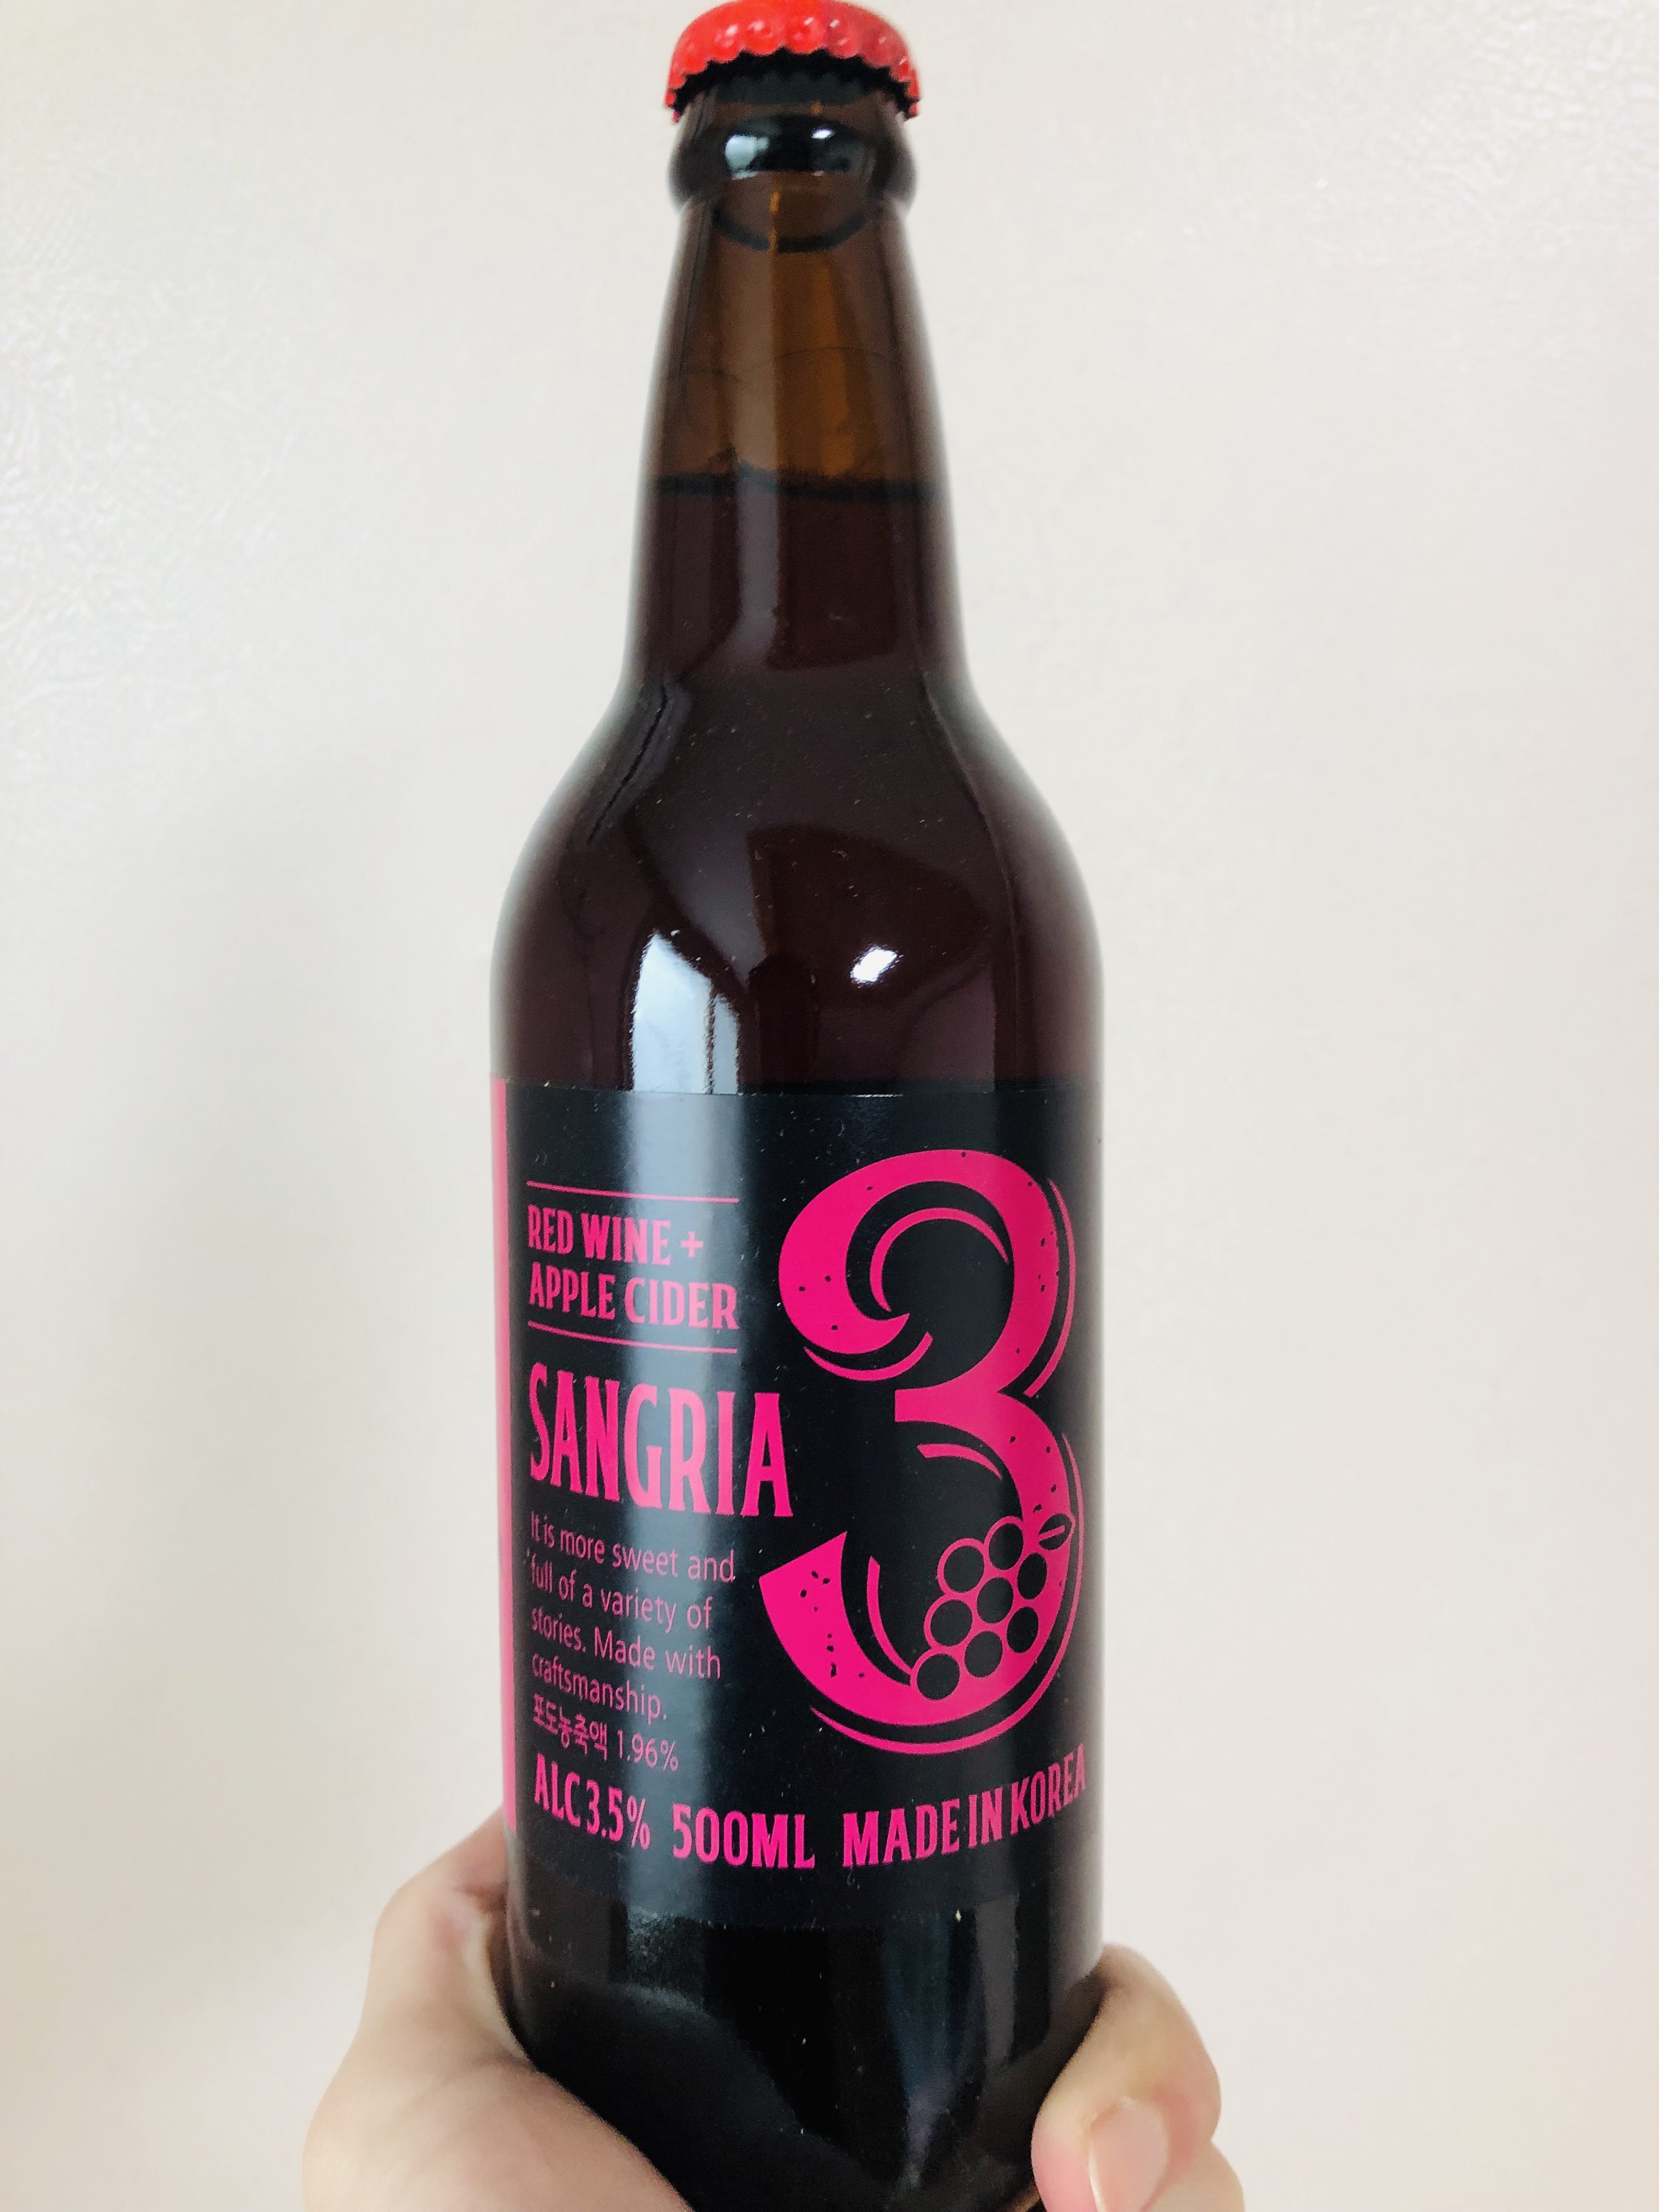 RED WINE +
APPLE CIDER
SANGRIA
3
It is more sweet and
full of a variety of
stories. Made with
craftsmanship.
포도농축액 1.96%
ALC 3.5% 500ML MADE IN KOREA